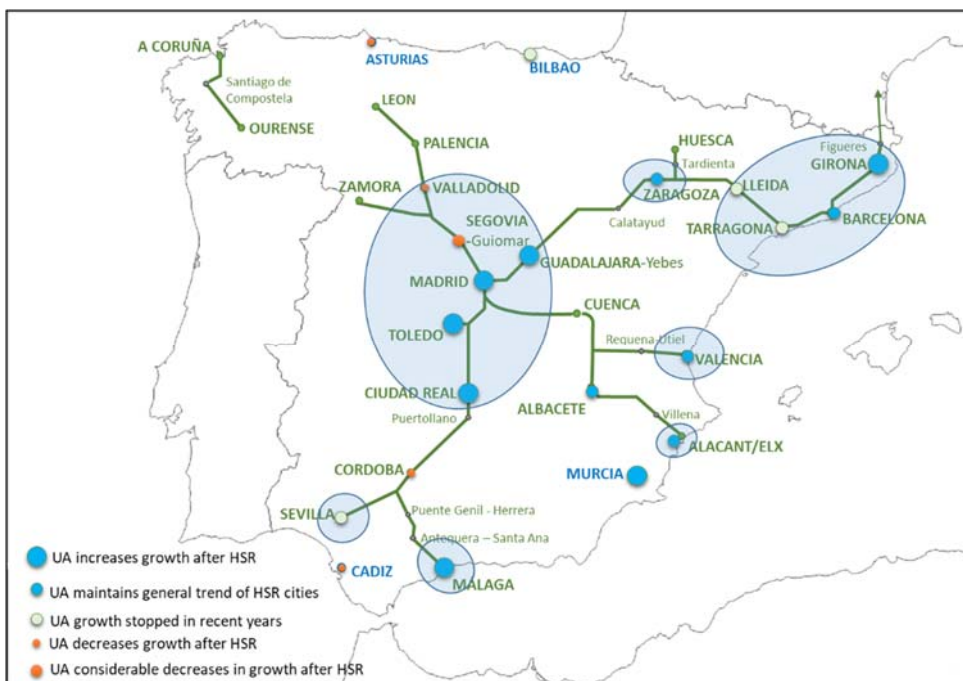 A CORUÑA
ASTURIAS
BILBAO
Santiago de
Compostela
LEON
OURENSE
PALENCIA
HUESCA
Tardienta
Figueres
GIRONA
ZAMORA
VALLADOLID
ZARAGOZA
LLEIDA
SEGOVIA
-Guiomar
Calatayud
TARRAGONA
BARCELONA
GUADALAJARA-Yebes
MADRID
CUENCA
TOLEDO
Requena-Utiel
VALENCIA
CIUDAD REAL
ALBACETE
Puertollano
Villena
ALACANT/ELX
CORDOBA
MURCIA
SEVILLA
Puente Genil - Herrera
Antequera – Santa Ana
CADIZ
MÁLAGA
UA increases growth after HSR
UA maintains general trend of HSR cities
UA growth stopped in recent years
UA decreases growth after HSR
UA considerable decreases in growth after HSR